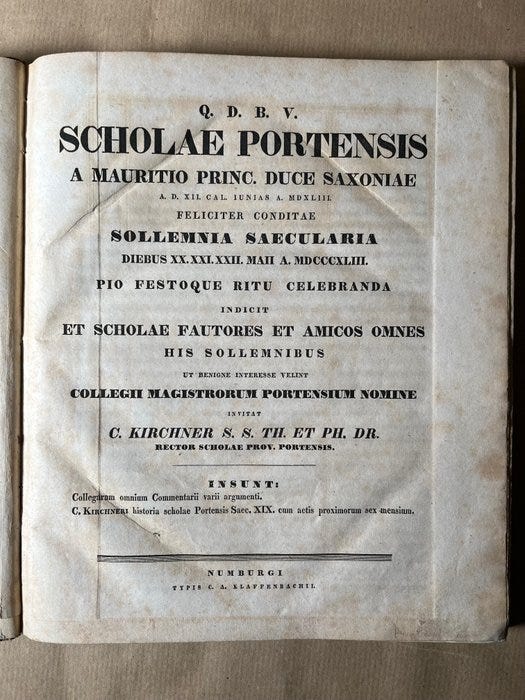 Q. D. B. V.
SCHOLAE PORTENSIS
A MAURITIO PRINC. DUCE SAXONIAE
A. D. XII. CAL. IUNIAS A. MDXLIII.
FELICITER CONDITAE
SOLLEMNIA SAECULARIA
DIEBUS XX. XXI. XXII. MAII A. MDCCCXLIII.
PIO FESTOQUE RITU CELEBRANDA
INDICIT
ET SCHOLAE FAUTORES ET AMICOS OMNES
HIS SOLLEMNIBUS
UT BENIGNE INTERESSE VELINT
COLLEGII MAGISTRORUM PORTENSIUM NOMINE
INVITAT
C. KIRCHNER S. S. TH. ET PH. DR.
RECTOR SCHOLAE PROV. PORTENSIS.
INSUNT:
Collegarum omnium Commentarii varii argumenti.
C. KIRCHNERI historia scholae Portensis Saec. XIX. cum actis proximorum sex mensium.
NUMBURGI
TYPIS C. A. KLAFFENBACHII.